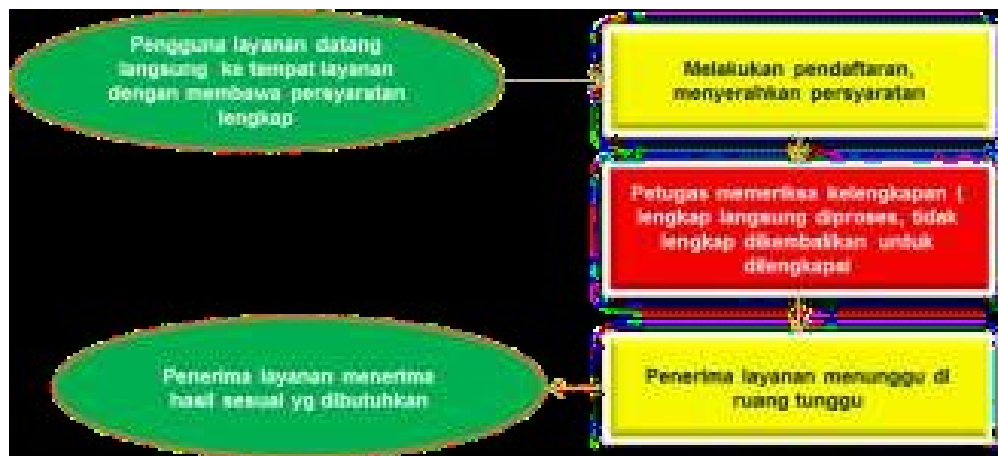 Pengguna layanan datang
langsung ke tempat layanan
dengan membawa persyaratan
lengkap
Melakukan pendaftaran,
menyerahkan persyaratan
Petugas memeriksa kelengkapan (
lengkap langsung diproses, tidak
lengkap dikembalikan untuk
dilengkapai
Penerima layanan menunggu di
ruang tunggu
Penerima layanan menerima
hasil sesuai yg dibutuhkan